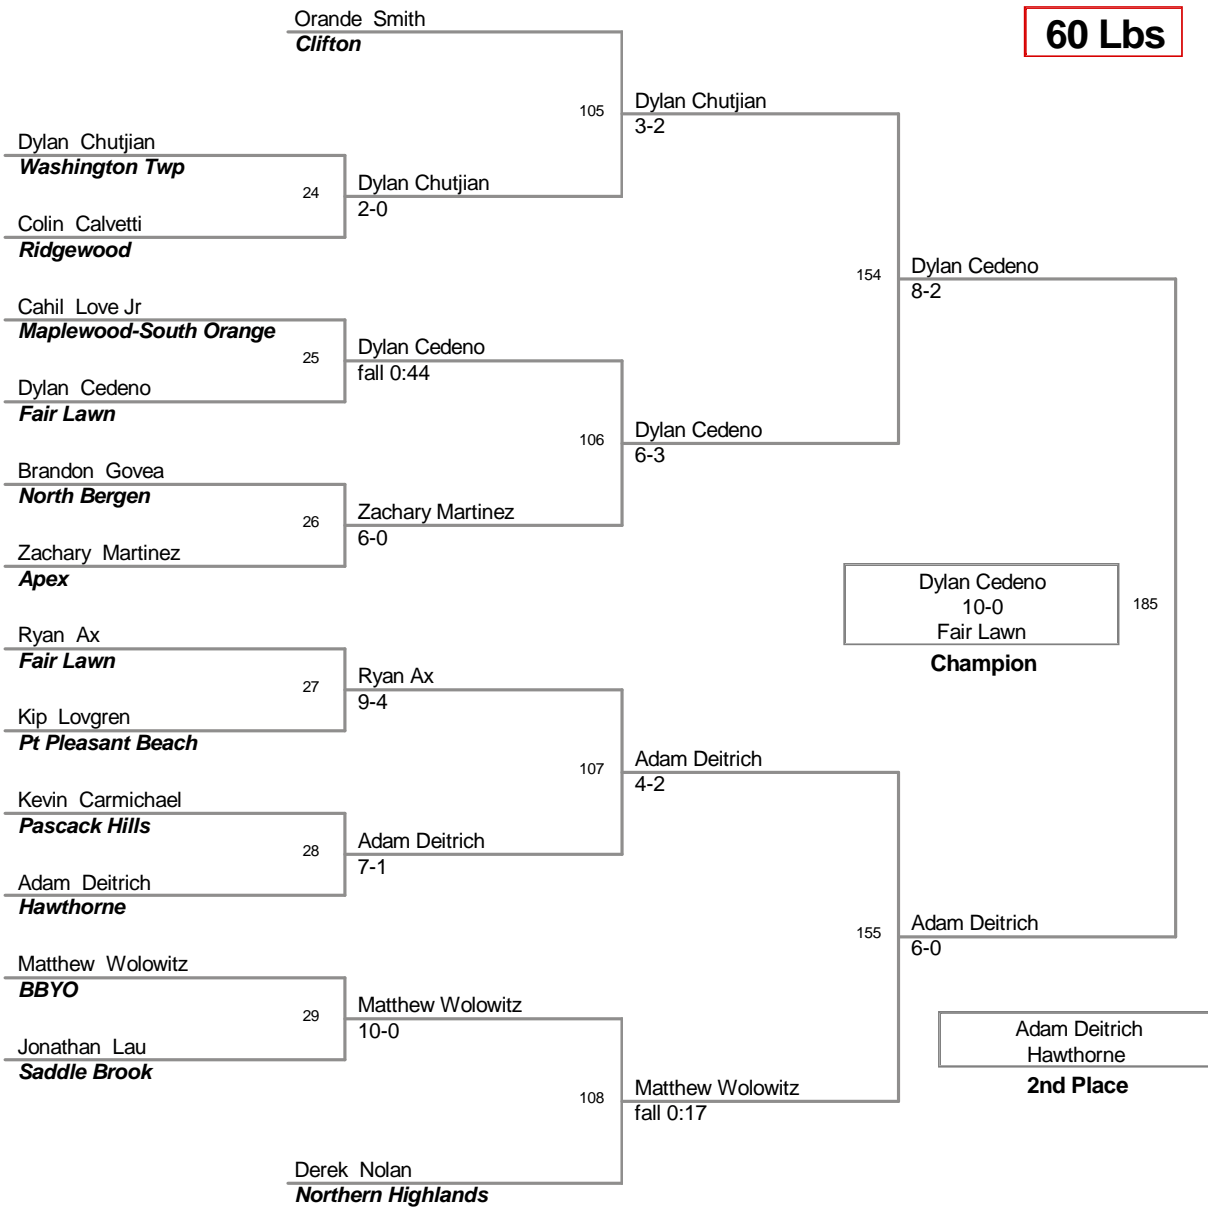 Orande Smith
Clifton
60 Lbs
105
Dylan Chutjian
3-2
Dylan Chutjian
Washington Twp
24
Dylan Chutjian
2-0
Colin Calvetti
Ridgewood
154
Dylan Cedeno
8-2
Cahil Love Jr
Maplewood-South Orange
25
Dylan Cedeno
fall 0:44
Dylan Cedeno
Fair Lawn
106
Dylan Cedeno
6-3
Brandon Govea
North Bergen
26
Zachary Martinez
6-0
Zachary Martinez
Apex
Dylan Cedeno
10-0
Fair Lawn
185
Champion
Ryan Ax
Fair Lawn
27
Ryan Ax
9-4
Kip Lovgren
Pt Pleasant Beach
107
Adam Deitrich
4-2
Kevin Carmichael
Pascack Hills
28
Adam Deitrich
7-1
Adam Deitrich
Hawthorne
155
Adam Deitrich
6-0
Matthew Wolowitz
BBYO
29
Matthew Wolowitz
10-0
Jonathan Lau
Saddle Brook
Adam Deitrich
Hawthorne
2nd Place
108
Matthew Wolowitz
fall 0:17
Derek Nolan
Northern Highlands